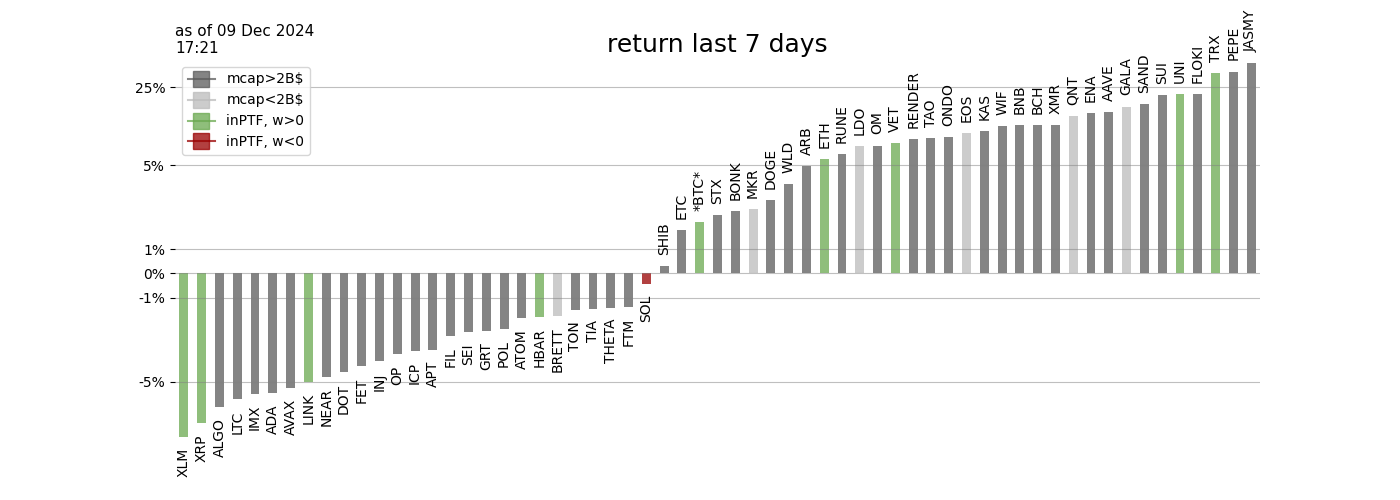 as of 09 Dec 2024
17:21
return last 7 days
mcap>2B$
mcap<2B$
inPTF, w>0
inPTF, w<0
25%
5%
1%
0%
-1%
-5%
XLM
XRP
ALGO
LTC
IMX
ADA
AVAX
LINK
NEAR
DOT
FET
INJ
OP
ICP
APT
FIL
SEI
GRT
POL
ATOM
HBAR
BRETT
TON
TIA
THETA
FTM
SOL
SHIB
ETC
*BTC*
STX
BONK
MKR
DOGE
WLD
ARB
ETH
RUNE
LDO
OM
VET
RENDER
TAO
ONDO
EOS
KAS
WIF
BNB
BCH
XMR
QNT
ENA
AAVE
GALA
SAND
SUI
UNI
FLOKI
TRX
PEPE
JASMY